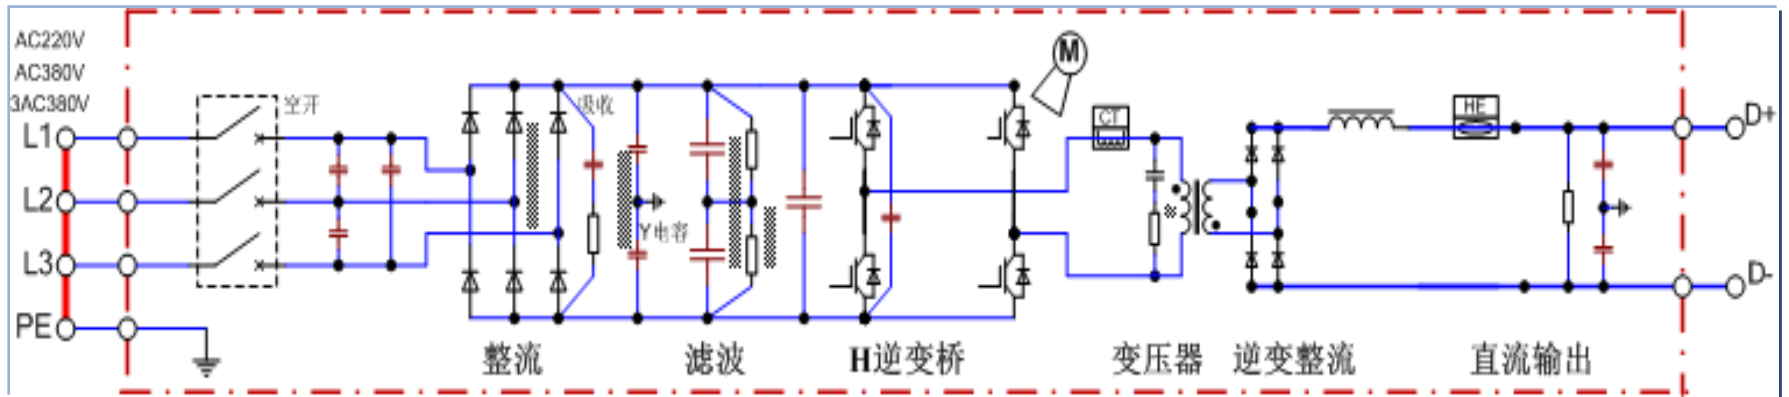 AC220V
AC380V
3AC380V
L1
L2
L3
PE
空开
吸收
Y电容
M
CT
HE
D+
D-
整流
滤波
H逆变桥
变压器
逆变整流
直流输出